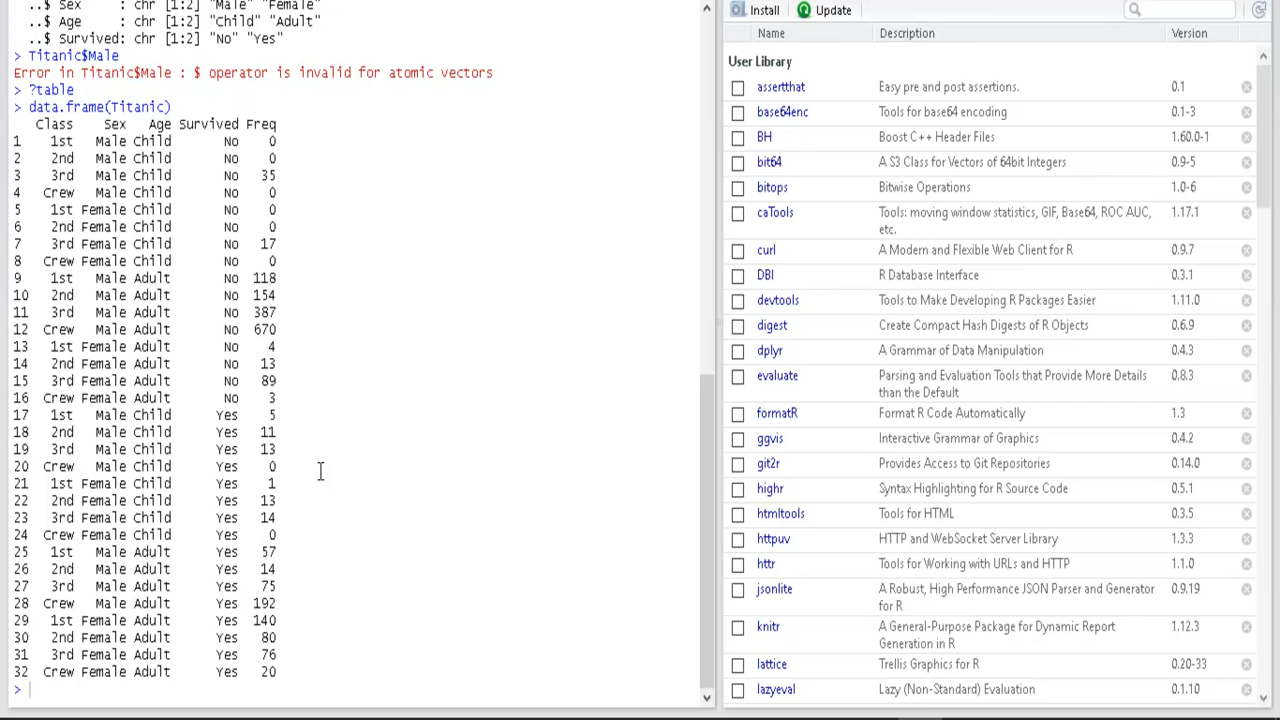 ..$ Sex     : chr [1:2] "Male" "Female"
..$ Age     : chr [1:2] "Child" "Adult"
..$ Survived: chr [1:2] "No" "Yes"
> Titanic$Male
Error in Titanic$Male : $ operator is invalid for atomic vectors
> ?table
> data.frame(Titanic)
Class Sex Age Survived Freq
1 1st Male Child No 0
2 2nd Male Child No 0
3 3rd Male Child No 35
4 Crew Male Child No 0
5 1st Female Child No 0
6 2nd Female Child No 0
7 3rd Female Child No 17
8 Crew Female Child No 0
9 1st Male Adult No 118
10 2nd Male Adult No 154
11 3rd Male Adult No 387
12 Crew Male Adult No 670
13 1st Female Adult No 4
14 2nd Female Adult No 13
15 3rd Female Adult No 89
16 Crew Female Adult No 3
17 1st Male Child Yes 5
18 2nd Male Child Yes 11
19 3rd Male Child Yes 13
20 Crew Male Child Yes 0
21 1st Female Child Yes 1
22 2nd Female Child Yes 13
23 3rd Female Child Yes 14
24 Crew Female Child Yes 0
25 1st Male Adult Yes 57
26 2nd Male Adult Yes 14
27 3rd Male Adult Yes 75
28 Crew Male Adult Yes 192
29 1st Female Adult Yes 140
30 2nd Female Adult Yes 80
31 3rd Female Adult Yes 76
32 Crew Female Adult Yes 20
>
Install Update
Name Description Version
User Library
assertthat Easy pre and post assertions. 0.1
base64enc Tools for base64 encoding 0.1-3
BH Boost C++ Header Files 1.60.0-1
bit64 A S3 Class for Vectors of 64bit Integers 0.9-5
bitops Bitwise Operations 1.0-6
caTools Tools: moving window statistics, GIF, Base64, ROC AUC, 1.17.1
etc.
curl A Modern and Flexible Web Client for R 0.9.7
DBI R Database Interface 0.3.1
devtools Tools to Make Developing R Packages Easier 1.11.0
digest Create Compact Hash Digests of R Objects 0.6.9
dplyr A Grammar of Data Manipulation 0.4.3
evaluate Parsing and Evaluation Tools that Provide More Details 0.8.3
than the Default
formatR Format R Code Automatically 1.3
ggvis Interactive Grammar of Graphics 0.4.2
git2r Provides Access to Git Repositories 0.14.0
highr Syntax Highlighting for R Source Code 0.5.1
htmltools Tools for HTML 0.3.5
httpuv HTTP and WebSocket Server Library 1.3.3
httr Tools for Working with URLs and HTTP 1.1.0
jsonlite A Robust, High Performance JSON Parser and Generator 0.9.19
for R
knitr A General-Purpose Package for Dynamic Report 1.12.3
Generation in R
lattice Trellis Graphics for R 0.20-33
lazyeval Lazy (Non-Standard) Evaluation 0.1.10